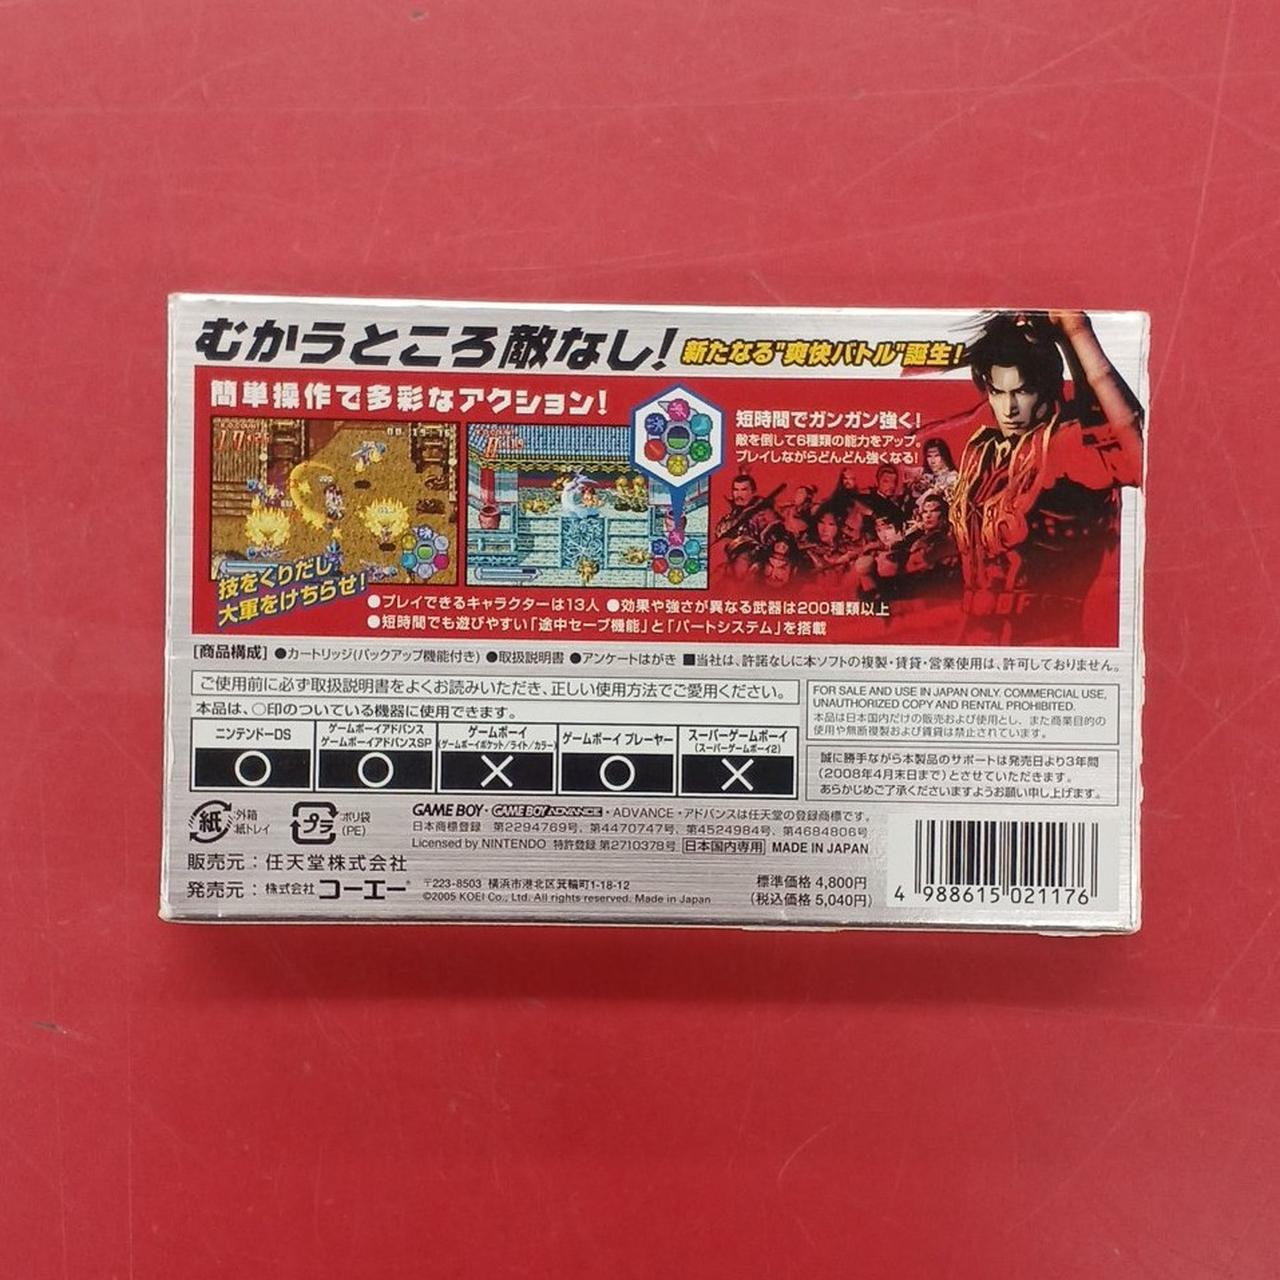 むかうところ敵なし！ 新たなる"爽快バトル"誕生！
簡単操作で多彩なアクション！
短時間でガンガン強く！
敵を倒して6種類の能力をアップ。
プレイしながらどんどん強くなる！
技をくりだし
大軍をけちらせ！
●プレイできるキャラクターは13人 ●効果や強さが異なる武器は200種類以上
●短時間でも遊びやすい「途中セーブ機能」と「パートシステム」を搭載
[商品構成] ●カートリッジ(バックアップ機能付き) ●取扱説明書 ●アンケートはがき ■当社は、許諾なしに本ソフトの複製・賃貸・営業使用は、許可しておりません。
ご使用前に必ず取扱説明書をよくお読みいただき、正しい使用方法でご愛用ください。
本品は、○印のついている機器に使用できます。
ニンテンドーDS
ゲームボーイアドバンス
ゲームボーイアドバンスSP
ゲームボーイ
(ゲームボーイポケット/ライト/カラー)
ゲームボーイ プレーヤー
スーパーゲームボーイ
(スーパーゲームボーイ2)
○ ○ × ○ ×
FOR SALE AND USE IN JAPAN ONLY. COMMERCIAL USE,
UNAUTHORIZED COPY AND RENTAL PROHIBITED.
本品は日本国内だけの販売および使用とし、また商業目的の
使用や無断複製および賃貸は禁止されています。
誠に勝手ながら本製品のサポートは発売日より3年間
(2008年4月末日まで)とさせていただきます。
あらかじめご了承くださいますようお願い申し上げます。
紙
外箱
紙トレイ
プラ
ポリ袋
(PE)
GAME BOY・GAME BOY ADVANCE・ADVANCE・アドバンスは任天堂の登録商標です。
日本商標登録 第2294769号、第4470747号、第4524984号、第4684806号
Licensed by NINTENDO 特許登録 第2710378号 日本国内専用 MADE IN JAPAN
販売元：任天堂株式会社
発売元：株式会社コーエー 〒223-8503 横浜市港北区箕輪町1-18-12
©2005 KOEI Co., Ltd. All rights reserved. Made in Japan
標準価格 4,800円
(税込価格 5,040円)
4 988615 021176